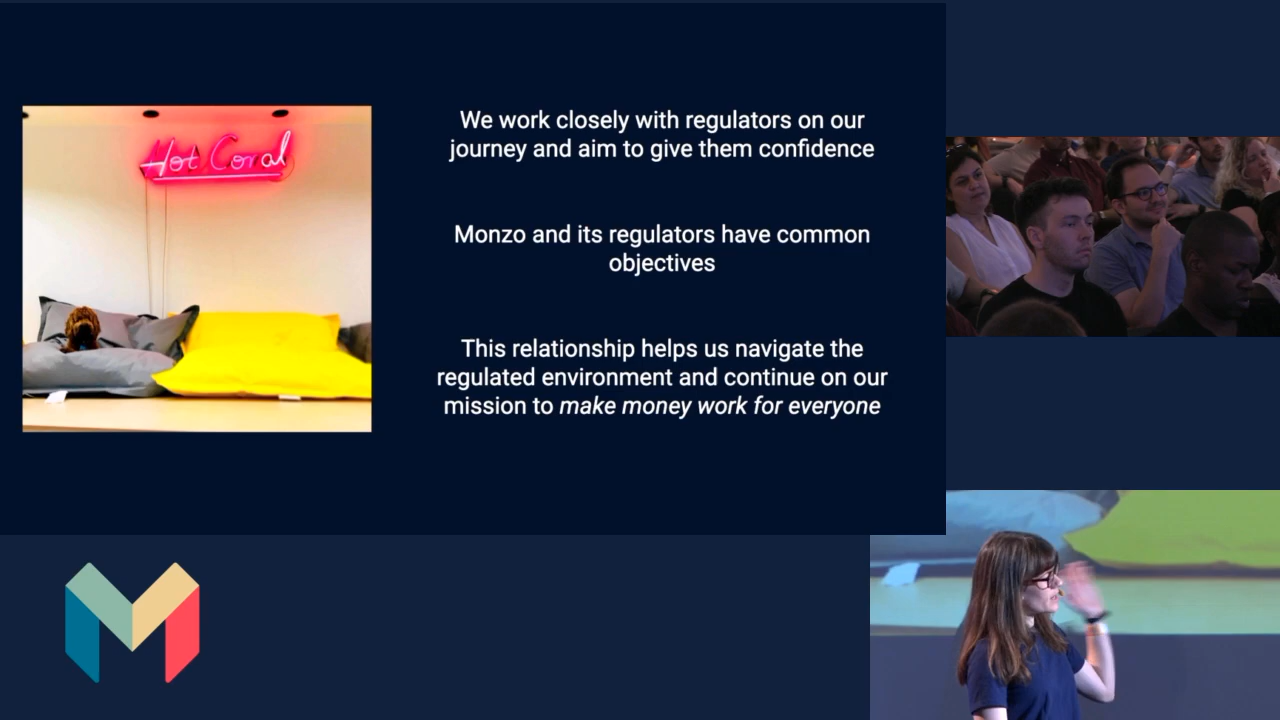 Hot Coral
We work closely with regulators on our
journey and aim to give them confidence
Monzo and its regulators have common
objectives
This relationship helps us navigate the
regulated environment and continue on our
mission to make money work for everyone